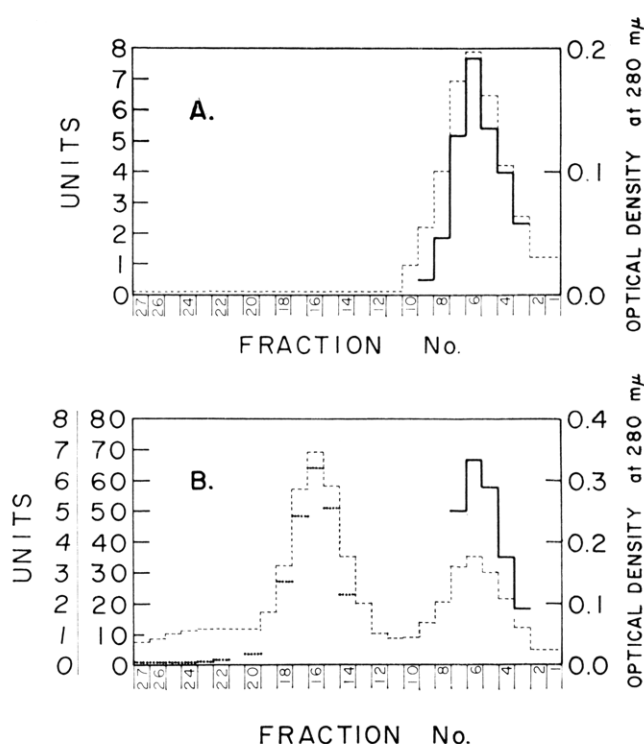 A.
UNITS
8
7
6
5
4
3
2
1
0
0.2
0.1
0.0
OPTICAL DENSITY at 280 mμ
27 26 24 22 20 18 16 14 12 10 8 6 4 2 1
FRACTION No.
B.
UNITS
8 80
7 70
6 60
5 50
4 40
3 30
2 20
1 10
0 0
0.4
0.3
0.2
0.1
0.0
OPTICAL DENSITY at 280 mμ
27 26 24 22 20 18 16 14 12 10 8 6 4 2 1
FRACTION No.